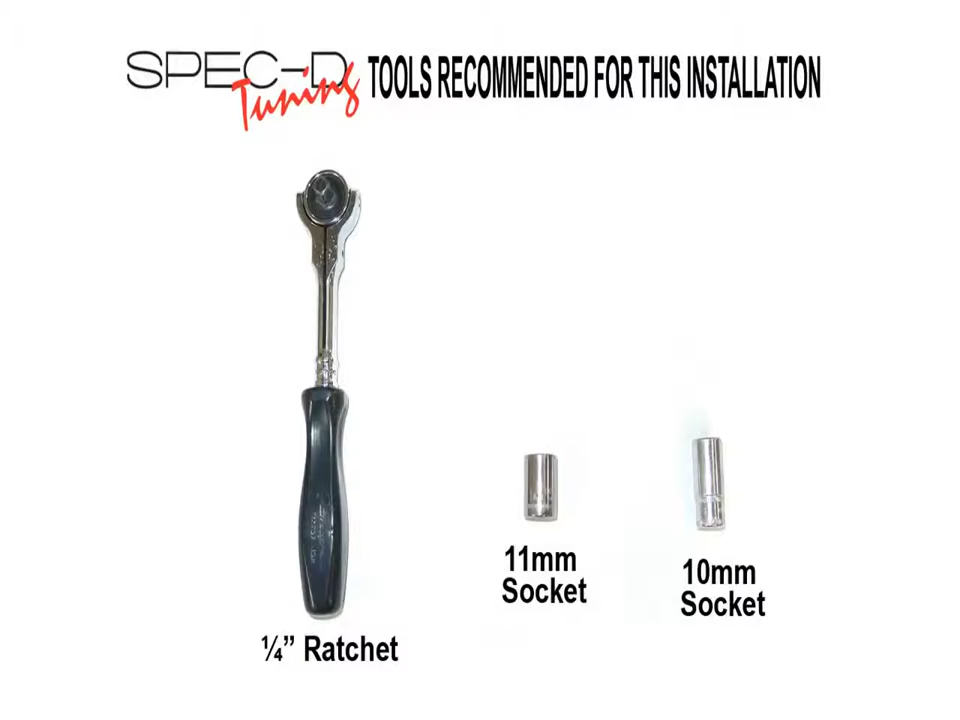 SPEC-D Tuning TOOLS RECOMMENDED FOR THIS INSTALLATION
11mm
Socket
10mm
Socket
¼” Ratchet